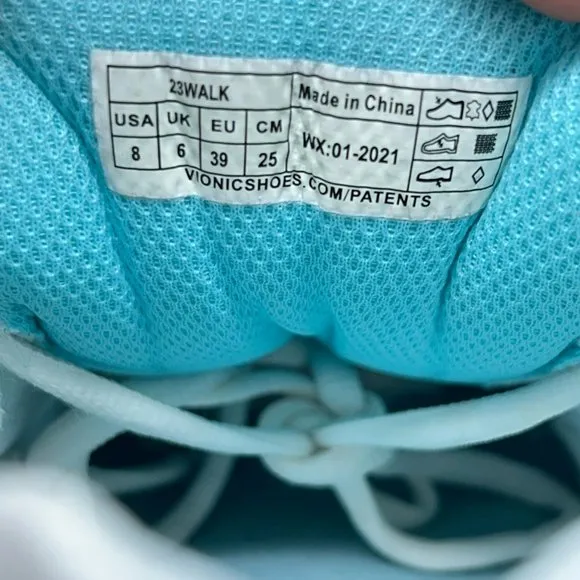 23WALK
USA UK EU CM
8 6 39 25
Made in China
WX:01-2021
VIONICSHOES.COM/PATENTS